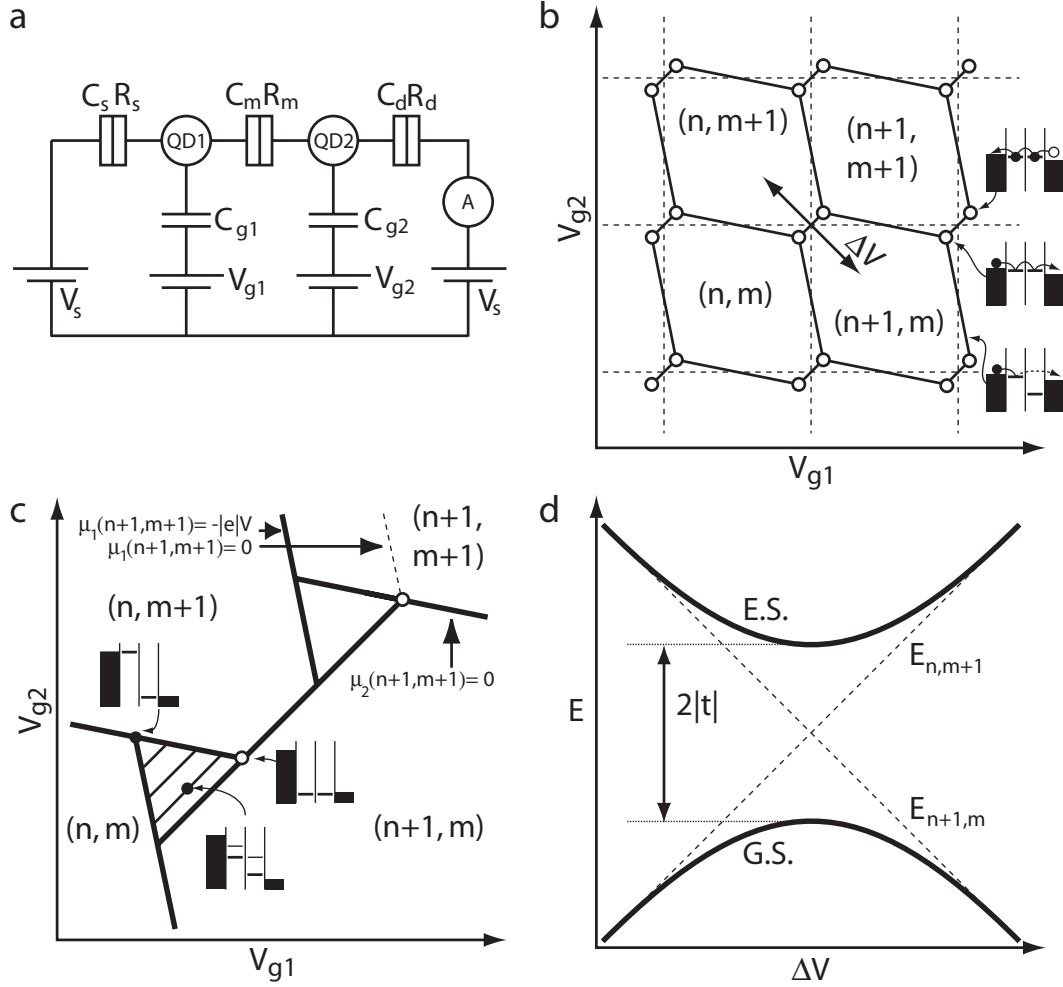 a
C_s R_s
C_m R_m
C_d R_d
QD1
QD2
A
C_g1
C_g2
V_s
V_g1
V_g2
V_s
b
V_g2
(n, m+1)
(n+1,
m+1)
ΔV
(n, m)
(n+1, m)
V_g1
c
μ_1(n+1,m+1)= -|e|V
μ_1(n+1,m+1)= 0
(n+1,
m+1)
(n, m+1)
μ_2(n+1,m+1)= 0
V_g2
(n, m)
(n+1, m)
V_g1
d
E.S.
E_n,m+1
E
2|t|
E_n+1,m
G.S.
ΔV